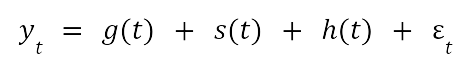 y_t = g(t) + s(t) + h(t) + ε_t